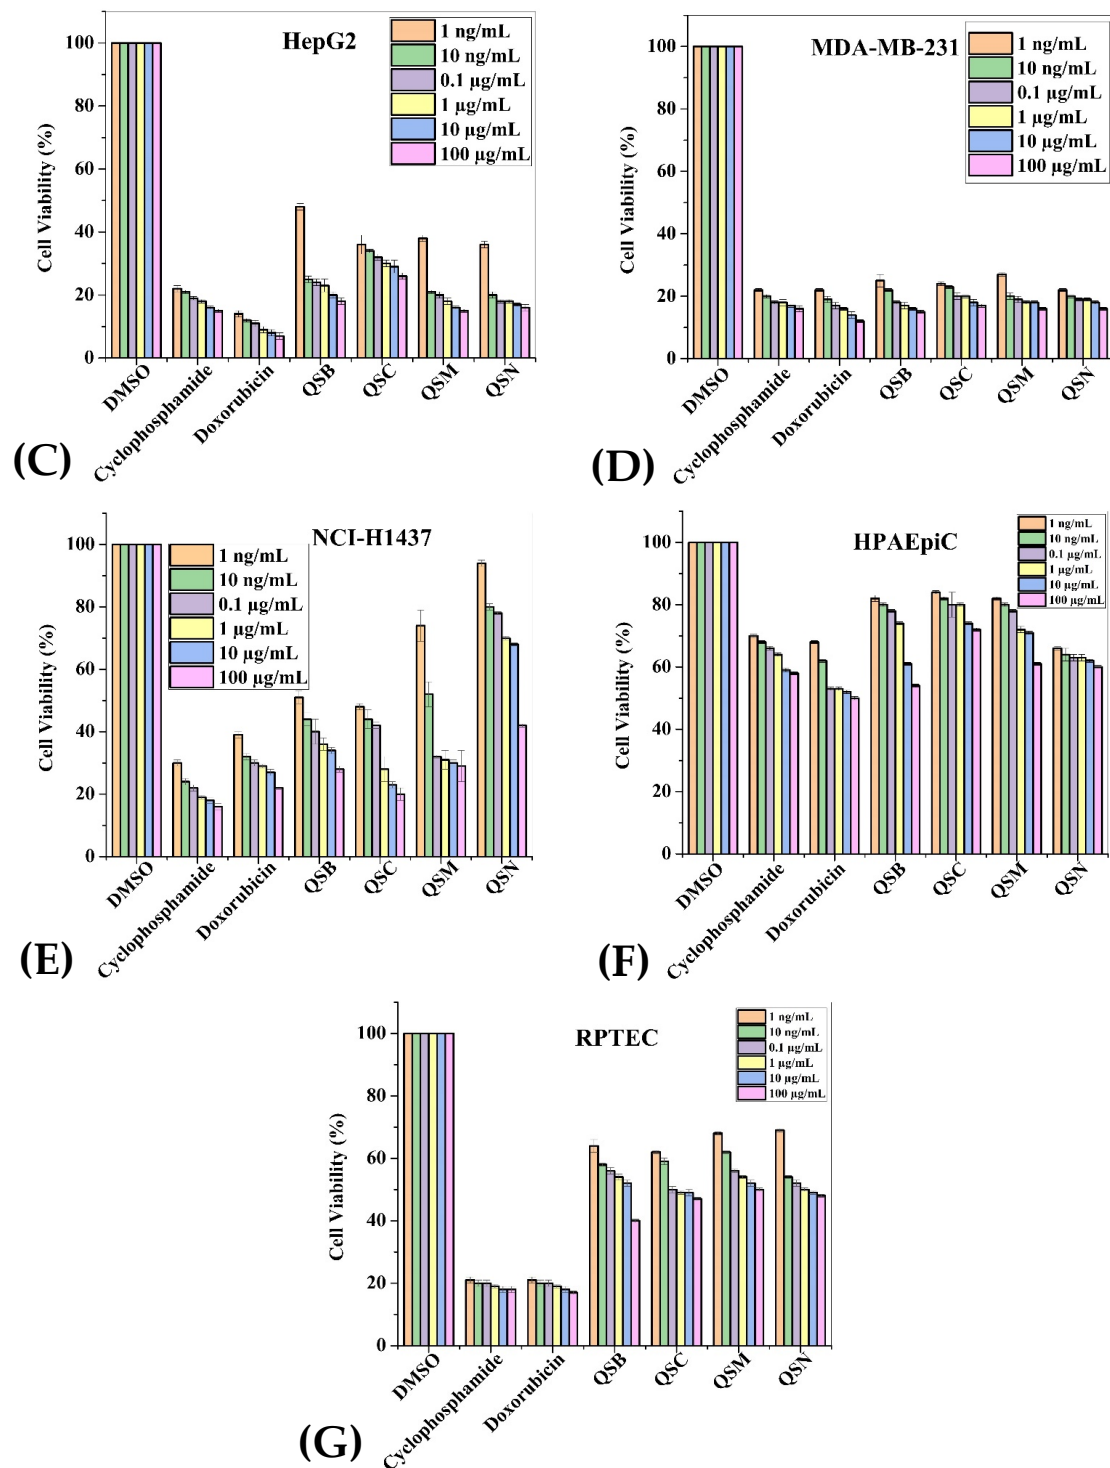 HepG2
1 ng/mL
10 ng/mL
0.1 µg/mL
1 µg/mL
10 µg/mL
100 µg/mL
100
80
60
40
20
0
Cell Viability (%)
DMSO
Cyclophosphamide
Doxorubicin
QSB
QSC
QSM
QSN
(C)
MDA-MB-231
1 ng/mL
10 ng/mL
0.1 µg/mL
1 µg/mL
10 µg/mL
100 µg/mL
100
80
60
40
20
0
Cell Viability (%)
DMSO
Cyclophosphamide
Doxorubicin
QSB
QSC
QSM
QSN
(D)
NCI-H1437
1 ng/mL
10 ng/mL
0.1 µg/mL
1 µg/mL
10 µg/mL
100 µg/mL
100
80
60
40
20
0
Cell Viability (%)
DMSO
Cyclophosphamide
Doxorubicin
QSB
QSC
QSM
QSN
(E)
HPAEpiC
1 ng/mL
10 ng/mL
0.1 µg/mL
1 µg/mL
10 µg/mL
100 µg/mL
100
80
60
40
20
0
Cell Viability (%)
DMSO
Cyclophosphamide
Doxorubicin
QSB
QSC
QSM
QSN
(F)
RPTEC
1 ng/mL
10 ng/mL
0.1 µg/mL
1 µg/mL
10 µg/mL
100 µg/mL
100
80
60
40
20
0
Cell Viability (%)
DMSO
Cyclophosphamide
Doxorubicin
QSB
QSC
QSM
QSN
(G)